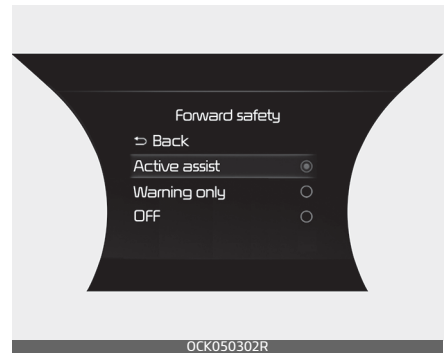 Forward safety
⮌ Back
Active assist
Warning only
OFF
OCK050302R